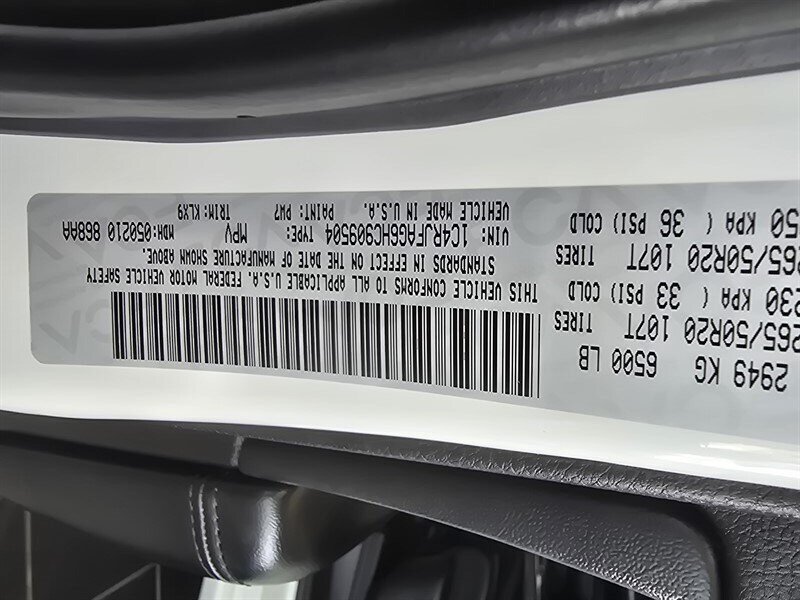 2949 KG 6500 LB
265/50R20 107T TIRES
230 KPA ( 33 PSI) COLD
265/50R20 107T TIRES
50 KPA ( 36 PSI) COLD
THIS VEHICLE CONFORMS TO ALL APPLICABLE U.S.A. FEDERAL MOTOR VEHICLE SAFETY
STANDARDS IN EFFECT ON THE DATE OF MANUFACTURE SHOWN ABOVE.
VIN: 1C4RJFAG6HC909504 TYPE: MPV MDH:050210 868AA
VEHICLE MADE IN U.S.A. PAINT: PW7 TRIM: KLX9